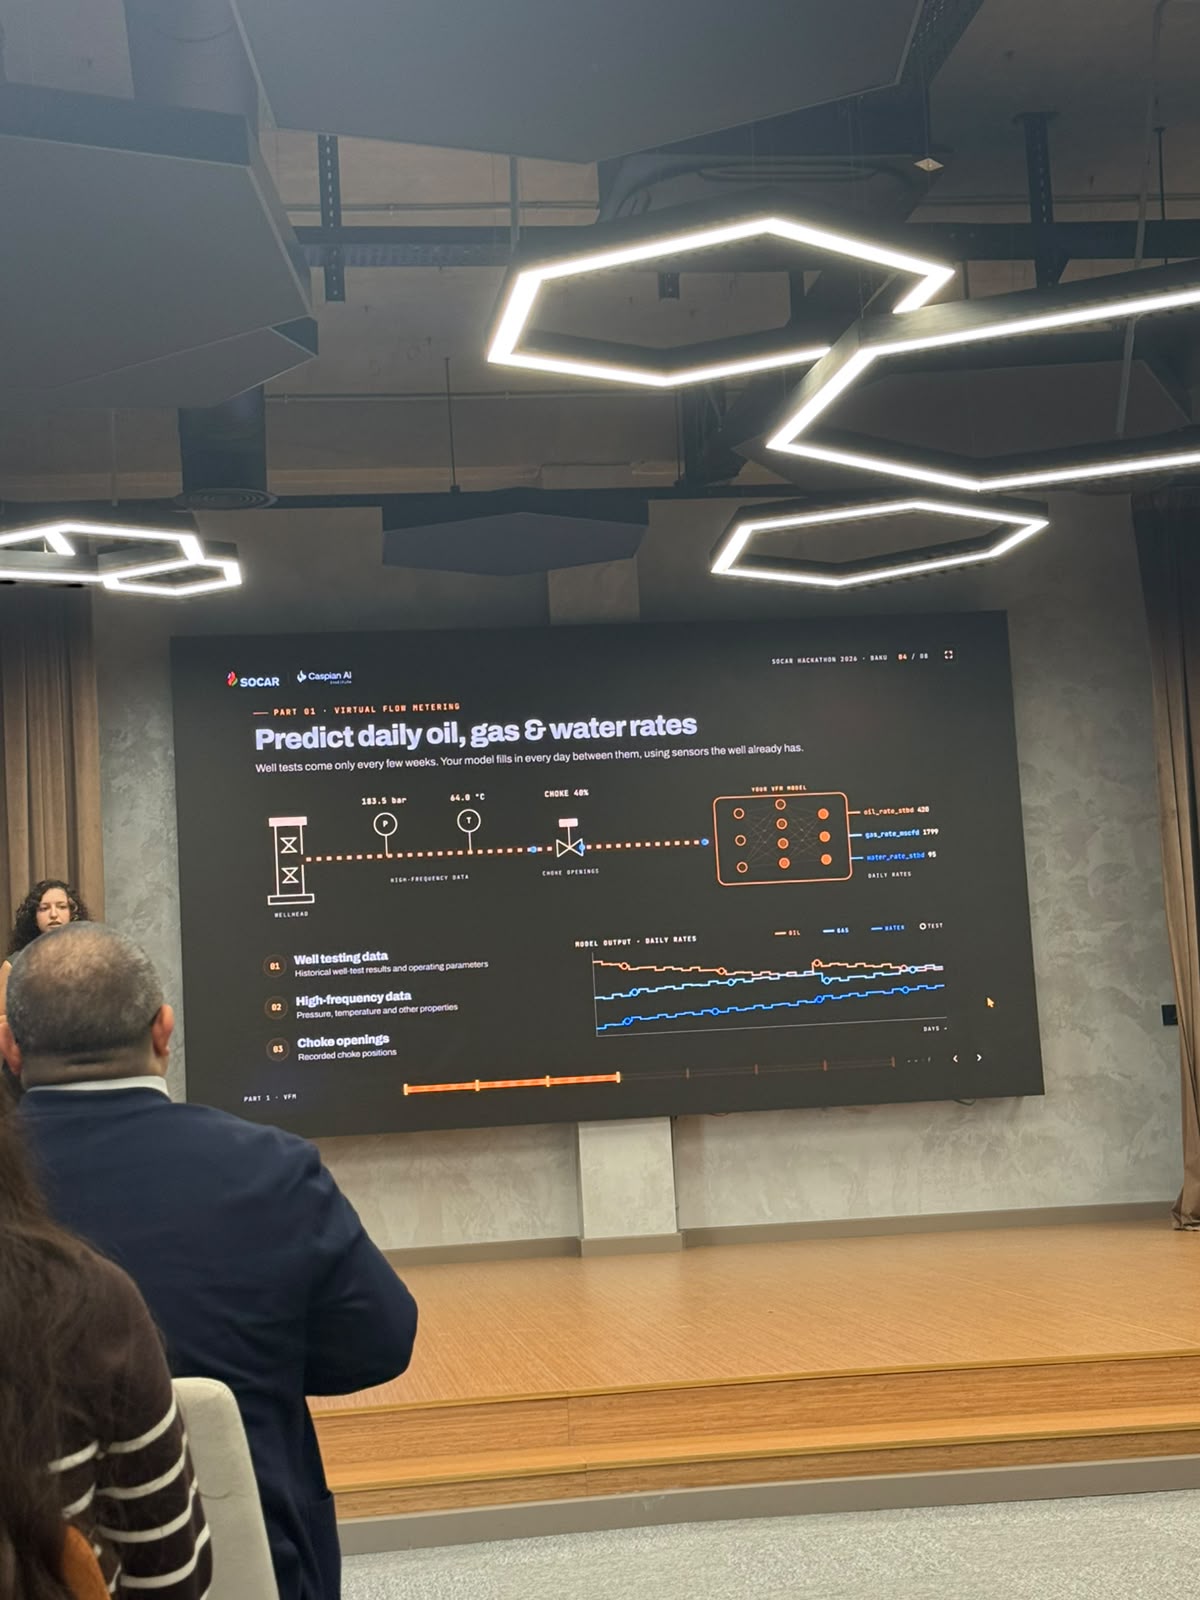 SOCAR
Caspian AI
Institute
SOCAR HACKATHON 2026 · BAKU 04 / 08
PART 01 · VIRTUAL FLOW METERING
Predict daily oil, gas & water rates
Well tests come only every few weeks. Your model fills in every day between them, using sensors the well already has.
183.5 bar
64.0 °C
CHOKE 40%
YOUR VFM MODEL
P
T
oil_rate_stbd 420
gas_rate_mscfd 1799
water_rate_stbd 95
DAILY RATES
HIGH-FREQUENCY DATA
CHOKE OPENINGS
WELLHEAD
01 Well testing data
Historical well-test results and operating parameters
02 High-frequency data
Pressure, temperature and other properties
03 Choke openings
Recorded choke positions
MODEL OUTPUT · DAILY RATES
OIL GAS WATER TEST
DAYS
PART 1 · VFM